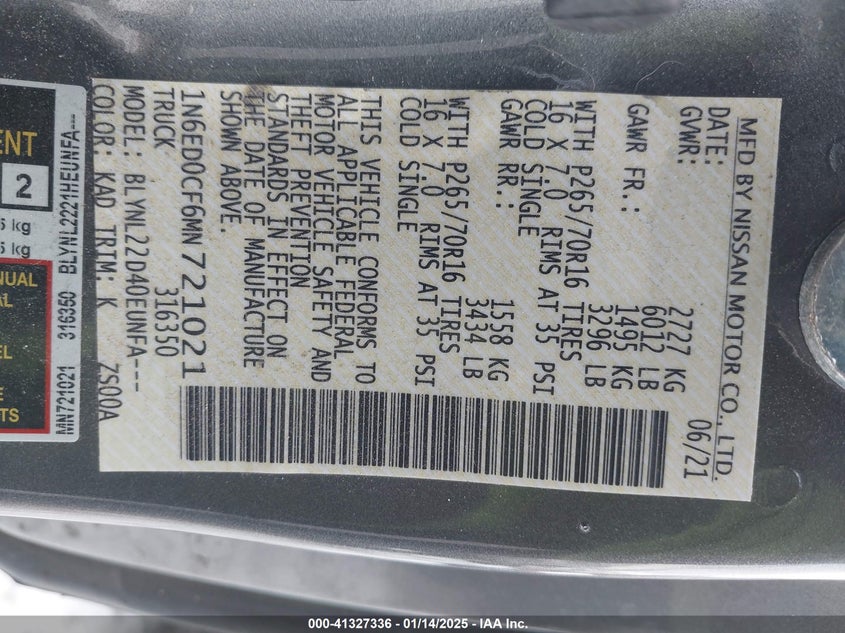 MFD BY NISSAN MOTOR CO., LTD.
DATE: 06/21
GVWR: 2727 KG
6012 LB
GAWR FR.: 1495 KG
3296 LB
WITH P265/70R16 TIRES
16 X 7.0 RIMS AT 35 PSI
COLD SINGLE
GAWR RR.: 1558 KG
3434 LB
WITH P265/70R16 TIRES
16 X 7.0 RIMS AT 35 PSI
COLD SINGLE
THIS VEHICLE CONFORMS TO
ALL APPLICABLE FEDERAL
MOTOR VEHICLE SAFETY AND
THEFT PREVENTION
STANDARDS IN EFFECT ON
THE DATE OF MANUFACTURE
SHOWN ABOVE.
1N6ED0CF6MN721021
TRUCK 316350
MODEL: BLYNL22D40EUNFA---
COLOR: KAD TRIM: K ZS00A
ENT
2
5 kg
5 kg
ANUAL
AL
EL
E
TS
MN721021 316350 BLYNL2221HEUNFA---
000-41327336 — 01/14/2025 — IAA Inc.